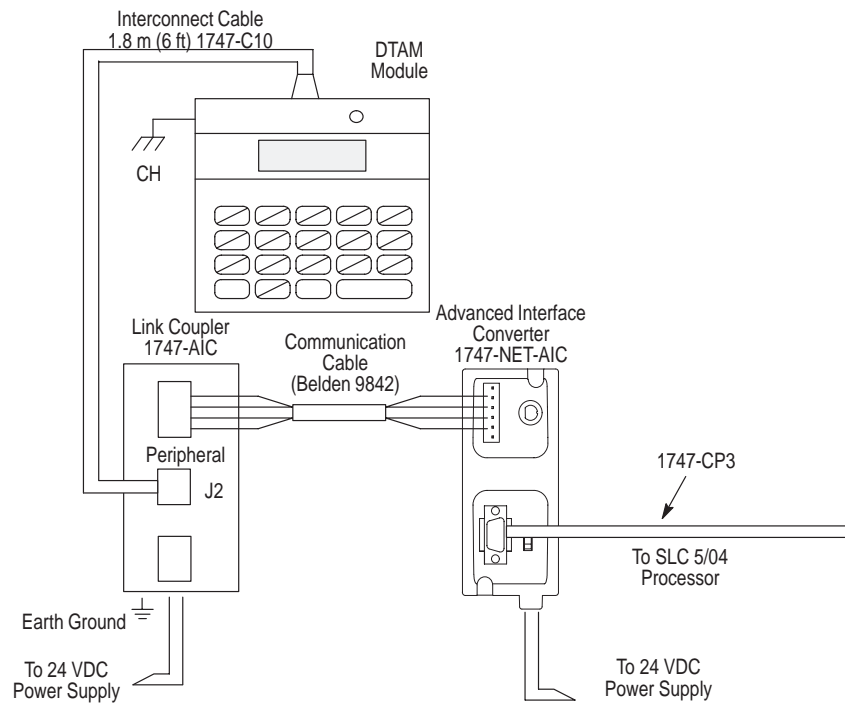 Interconnect Cable
1.8 m (6 ft) 1747-C10
DTAM
Module
CH
Link Coupler
1747-AIC
Communication
Cable
(Belden 9842)
Advanced Interface
Converter
1747-NET-AIC
Peripheral
J2
1747-CP3
To SLC 5/04
Processor
Earth Ground
To 24 VDC
Power Supply
To 24 VDC
Power Supply